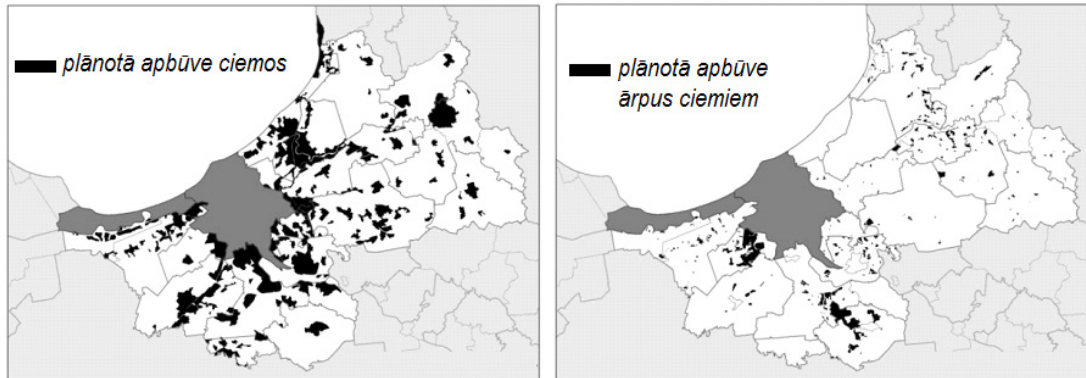 plānotā apbūve ciemos
plānotā apbūve
ārpus ciemiem